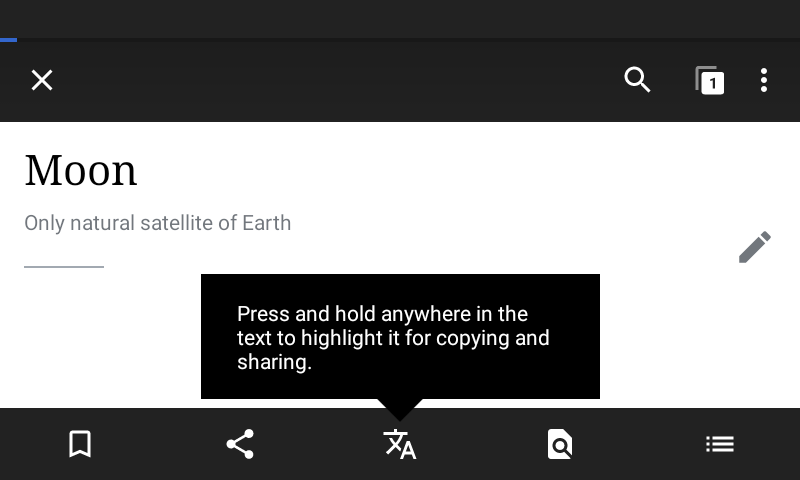 1
Moon
Only natural satellite of Earth
Press and hold anywhere in the
text to highlight it for copying and
sharing.